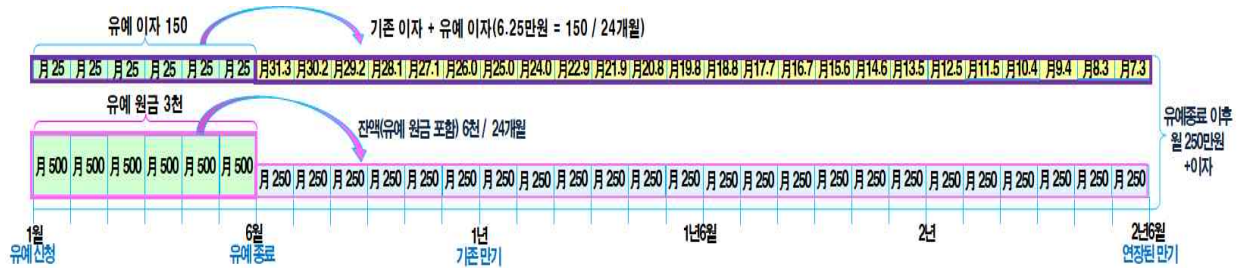 유예 이자 150
기존 이자 + 유예 이자(6.25만원 = 150 / 24개월)
月 25 月 25 月 25 月 25 月 25 月 25 月31.3 月30.2 月29.2 月28.1 月27.1 月26.0 月25.0 月24.0 月22.9 月21.9 月20.8 月19.8 月18.8 月17.7 月16.7 月15.6 月14.6 月13.5 月12.5 月11.5 月10.4 月9.4 月8.3 月7.3
유예 원금 3천
잔액(유예 원금 포함) 6천 / 24개월
月 500 月 500 月 500 月 500 月 500 月 500
月 250 月 250 月 250 月 250 月 250 月 250 月 250 月 250 月 250 月 250 月 250 月 250 月 250 月 250 月 250 月 250 月 250 月 250 月 250 月 250 月 250 月 250 月 250 月 250
유예종료 이후
월 250만원
+이자
1월 6월 1년 1년6월 2년 2년6월
유예 신청 유예 종료 기존 만기 연장된 만기